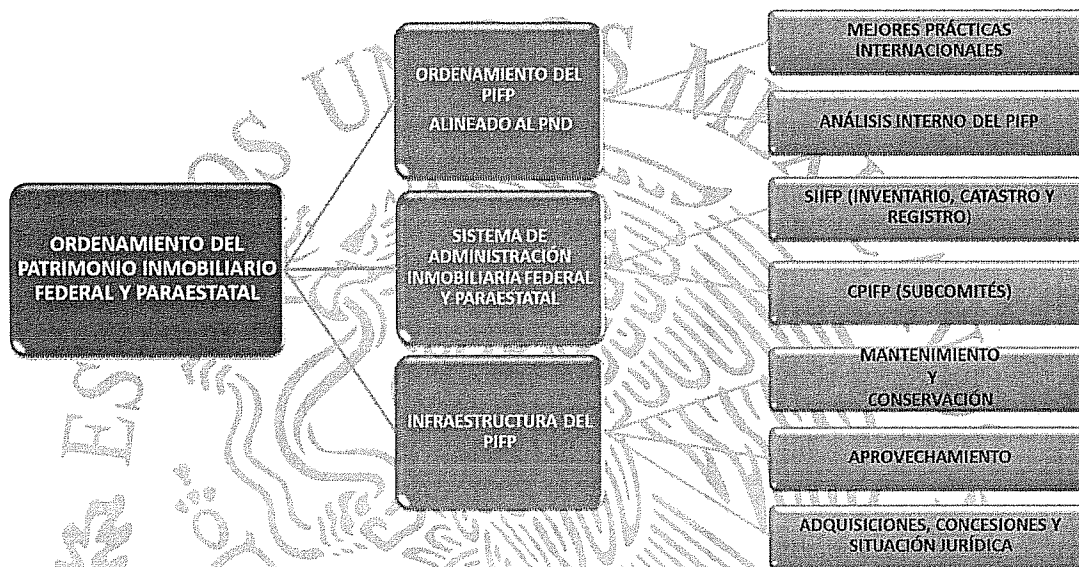 ORDENAMIENTO DEL
PATRIMONIO INMOBILIARIO
FEDERAL Y PARAESTATAL
ORDENAMIENTO DEL
PIFP
ALINEADO AL PND
SISTEMA DE
ADMINISTRACIÓN
INMOBILIARIA FEDERAL
Y PARAESTATAL
INFRAESTRUCTURA DEL
PIFP
MEJORES PRÁCTICAS
INTERNACIONALES
ANÁLISIS INTERNO DEL PIFP
SIIFP (INVENTARIO, CATASTRO Y
REGISTRO)
CPIFP (SUBCOMITÉS)
MANTENIMIENTO
Y
CONSERVACIÓN
APROVECHAMIENTO
ADQUISICIONES, CONCESIONES Y
SITUACIÓN JURÍDICA